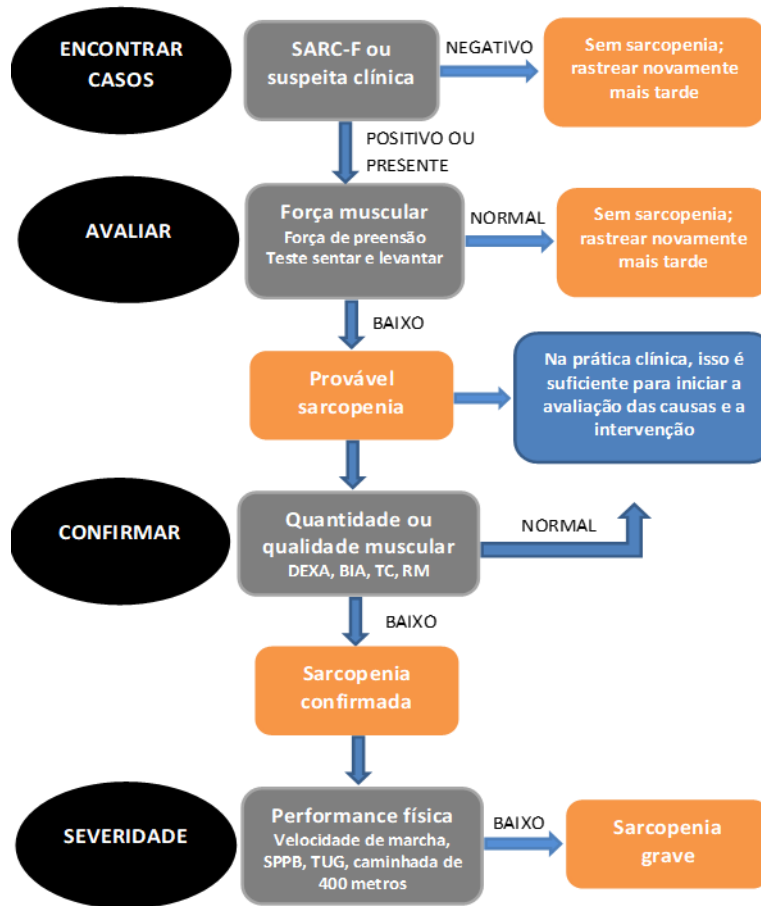 ENCONTRAR
CASOS
SARC-F ou
suspeita clínica
NEGATIVO
Sem sarcopenia;
rastrear novamente
mais tarde
POSITIVO OU
PRESENTE
AVALIAR
Força muscular
Força de preensão
Teste sentar e levantar
NORMAL
Sem sarcopenia;
rastrear novamente
mais tarde
BAIXO
Provável
sarcopenia
Na prática clínica, isso é
suficiente para iniciar a
avaliação das causas e a
intervenção
CONFIRMAR
Quantidade ou
qualidade muscular
DEXA, BIA, TC, RM
NORMAL
BAIXO
Sarcopenia
confirmada
SEVERIDADE
Performance física
Velocidade de marcha,
SPPB, TUG, caminhada de
400 metros
BAIXO
Sarcopenia
grave